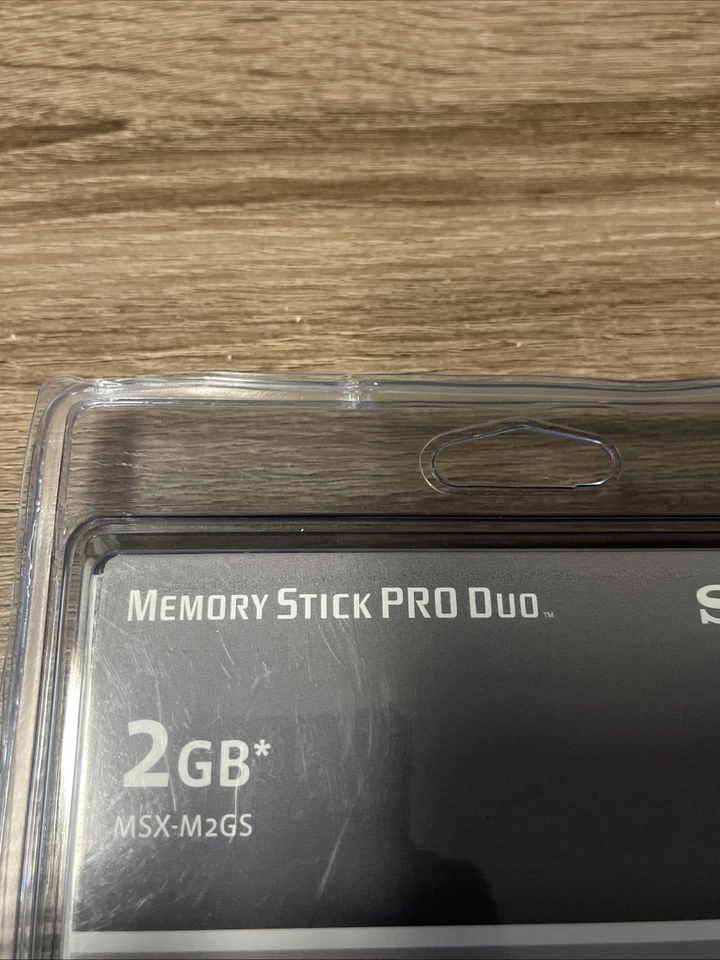 MEMORY STICK PRO DUO™
S
2GB*
MSX-M2GS